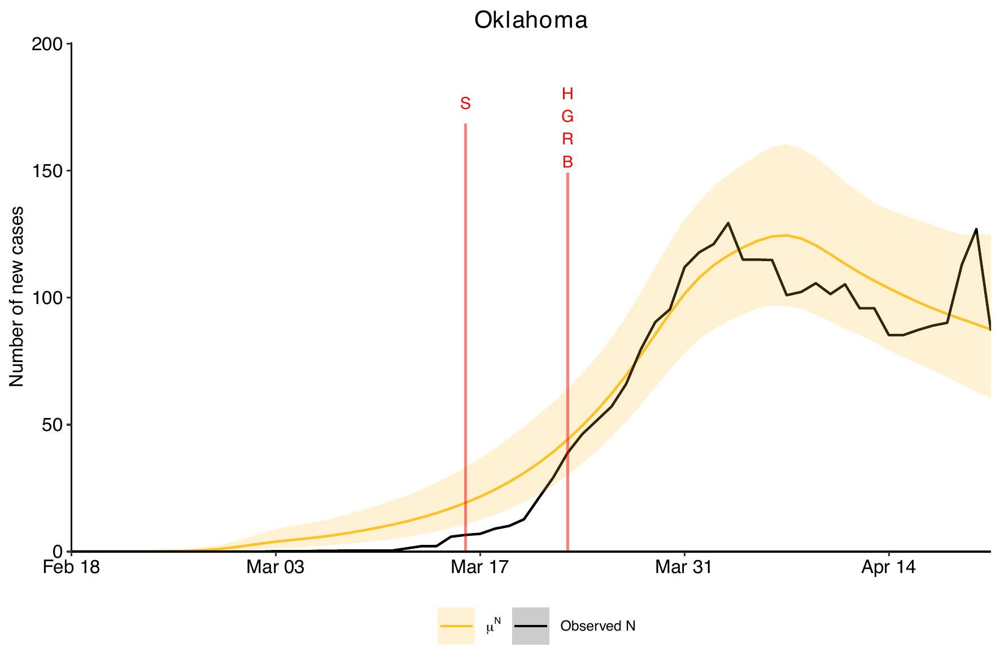 Oklahoma
200
150
100
50
0
Number of new cases
S
H
G
R
B
Feb 18 Mar 03 Mar 17 Mar 31 Apr 14
μN Observed N